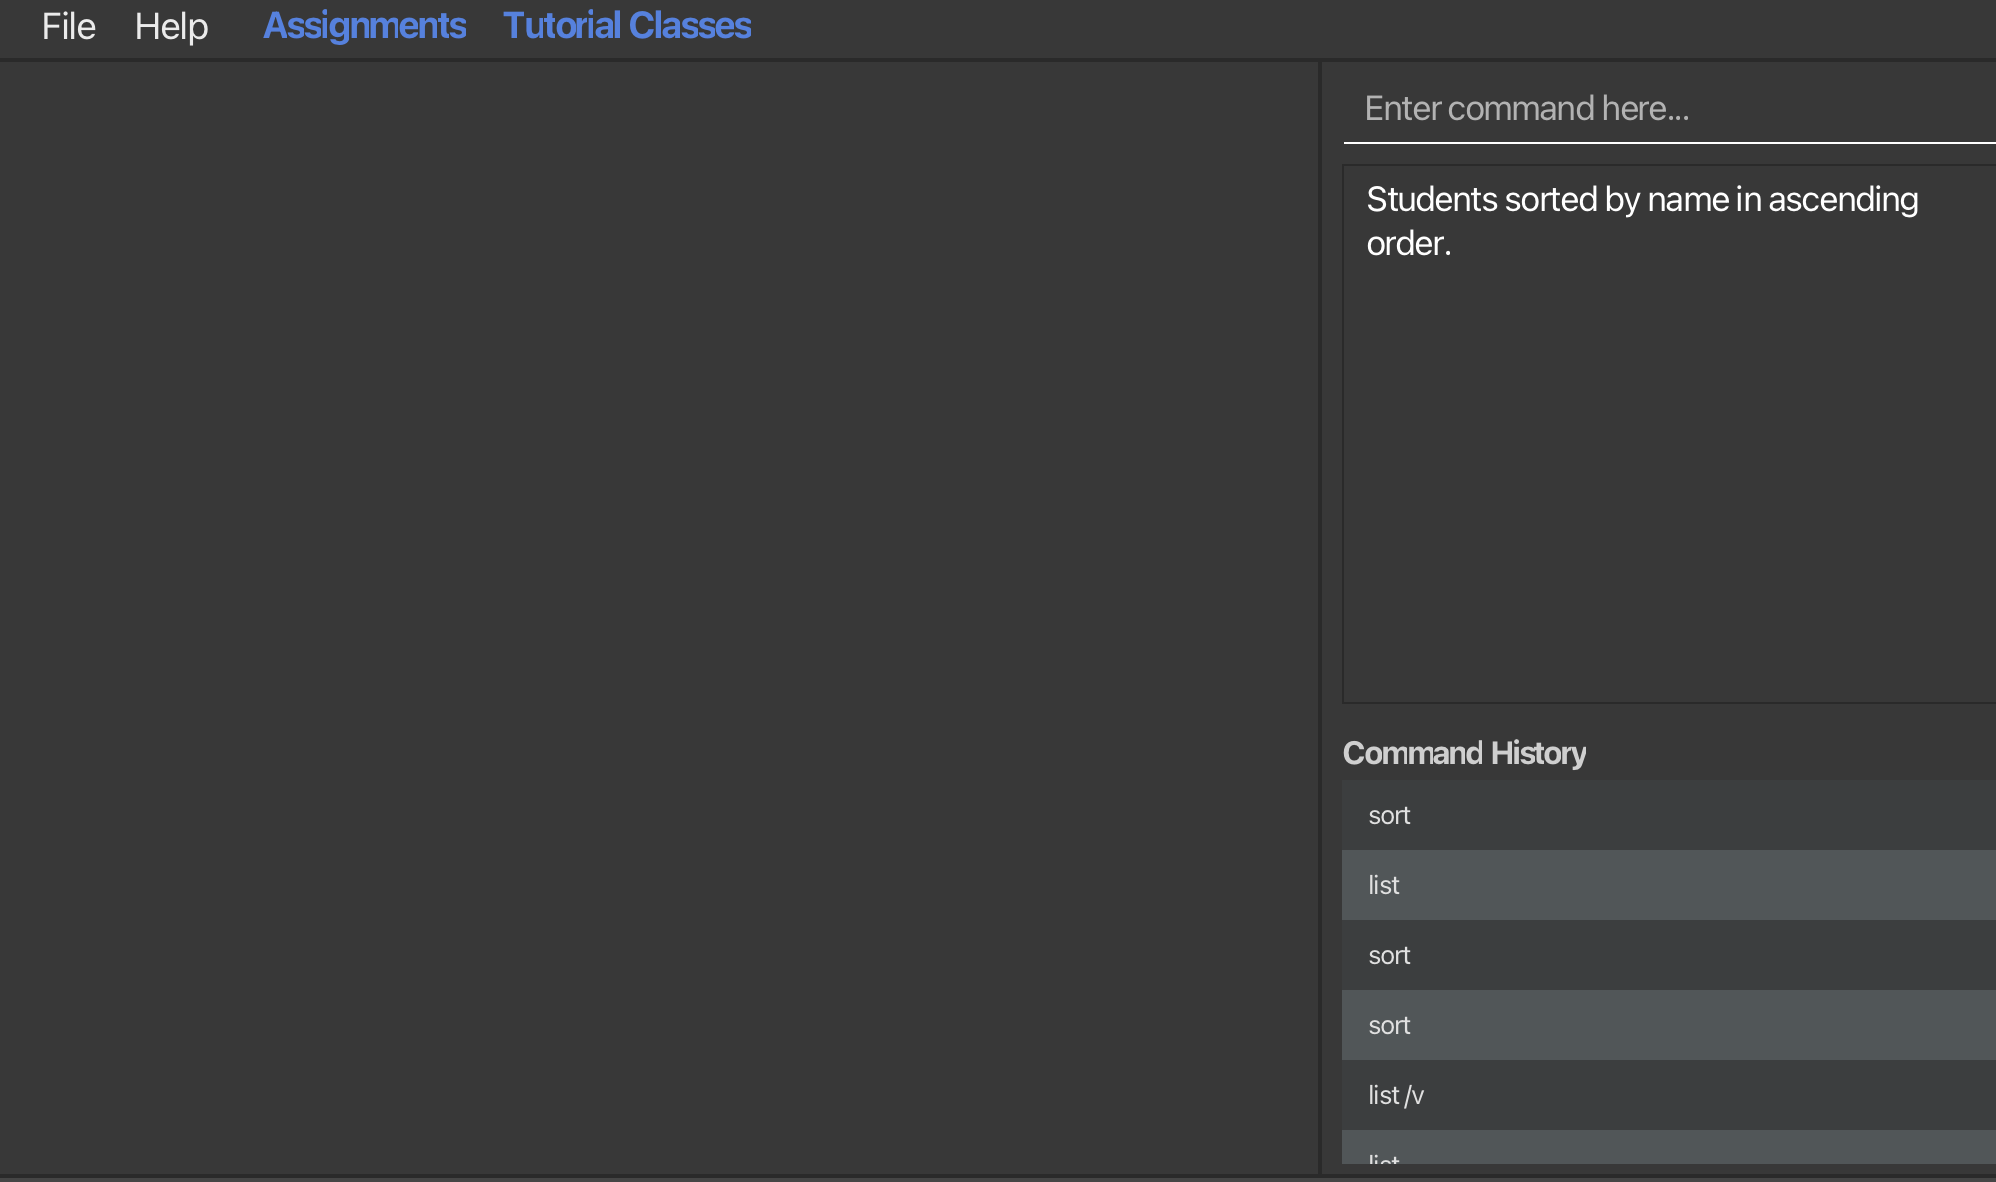 File Help Assignments Tutorial Classes
Enter command here...
Students sorted by name in ascending
order.
Command History
sort
list
sort
sort
list /v
list